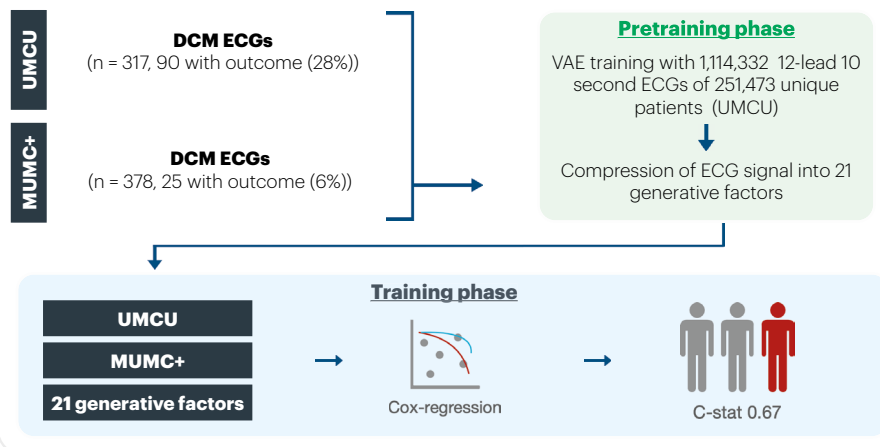 UMCU
DCM ECGs
(n = 317, 90 with outcome (28%))
MUMC+
DCM ECGs
(n = 378, 25 with outcome (6%))
Pretraining phase
VAE training with 1,114,332 12-lead 10
second ECGs of 251,473 unique
patients (UMCU)
Compression of ECG signal into 21
generative factors
Training phase
UMCU
MUMC+
21 generative factors
Cox-regression
C-stat 0.67